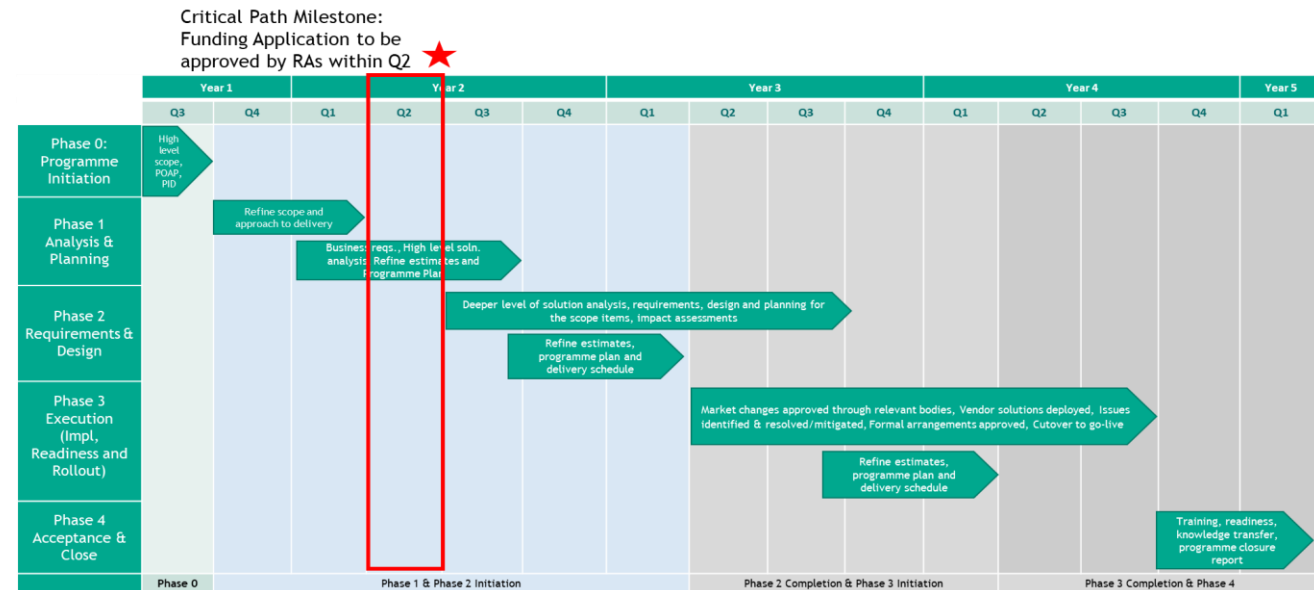 Critical Path Milestone:
Funding Application to be
approved by RAs within Q2
Year 1 Year 2 Year 3 Year 4 Year 5
Q3 Q4 Q1 Q2 Q3 Q4 Q1 Q2 Q3 Q4 Q1 Q2 Q3 Q4 Q1
Phase 0:
Programme
Initiation
High
level
scope,
POAP,
PID
Phase 1
Analysis &
Planning
Refine scope and
approach to delivery
Business reqs., High level soln.
analysis, Refine estimates and
Programme Plan
Phase 2
Requirements &
Design
Deeper level of solution analysis, requirements, design and planning for
the scope items, impact assessments
Refine estimates,
programme plan and
delivery schedule
Phase 3
Execution
(Impl,
Readiness and
Rollout)
Market changes approved through relevant bodies, Vendor solutions deployed, Issues
identified & resolved/mitigated, Formal arrangements approved, Cutover to go-live
Refine estimates,
programme plan and
delivery schedule
Phase 4
Acceptance &
Close
Training, readiness,
knowledge transfer,
programme closure
report
Phase 0 Phase 1 & Phase 2 Initiation Phase 2 Completion & Phase 3 Initiation Phase 3 Completion & Phase 4